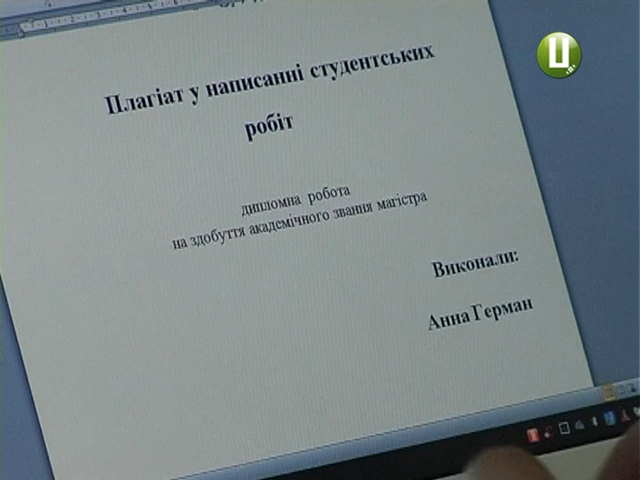 Плагіат у написанні студентських
робіт
дипломна робота
на здобуття академічного звання магістра
Виконали:
Анна Герман
Ц